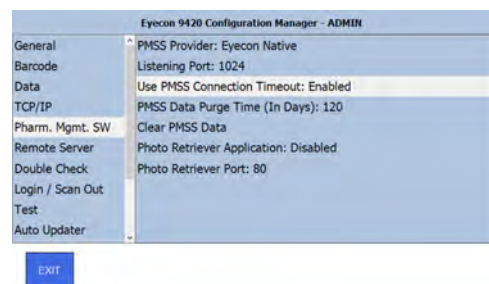 Eyecon 9420 Configuration Manager - ADMIN
General
Barcode
Data
TCP/IP
Pharm. Mgmt. SW
Remote Server
Double Check
Login / Scan Out
Test
Auto Updater
PMSS Provider: Eyecon Native
Listening Port: 1024
Use PMSS Connection Timeout: Enabled
PMSS Data Purge Time (In Days): 120
Clear PMSS Data
Photo Retriever Application: Disabled
Photo Retriever Port: 80
EXIT